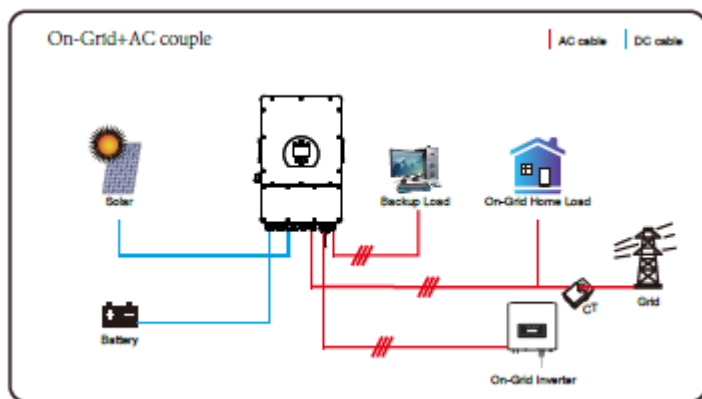 On-Grid+AC couple
AC cable
DC cable
Solar
Backup Load
On-Grid Home Load
CT
Grid
Battery
On-Grid Inverter